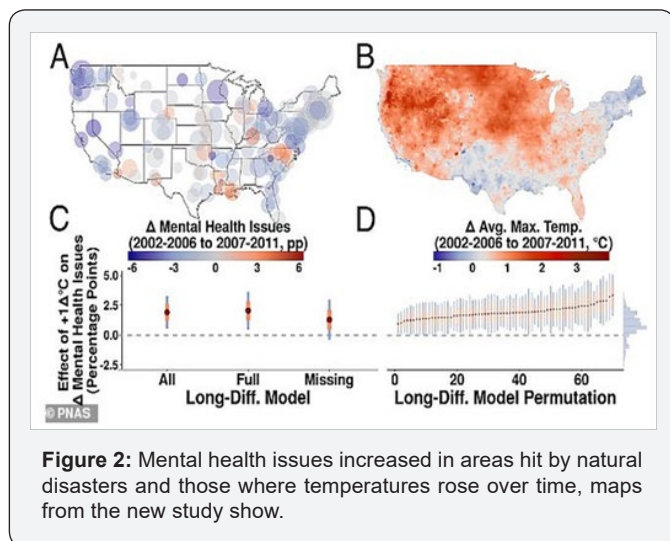 A
B
C
Δ Mental Health Issues
(2002-2006 to 2007-2011, pp)
-6 -3 0 3 6
D
Δ Avg. Max. Temp.
(2002-2006 to 2007-2011, °C)
-1 0 1 2 3
Effect of +1Δ°C on
Δ Mental Health Issues
(Percentage Points)
5.0
2.5
0.0
-2.5
All Full Missing
Long-Diff. Model
0 20 40 60
Long-Diff. Model Permutation
© PNAS
Figure 2: Mental health issues increased in areas hit by natural
disasters and those where temperatures rose over time, maps
from the new study show.